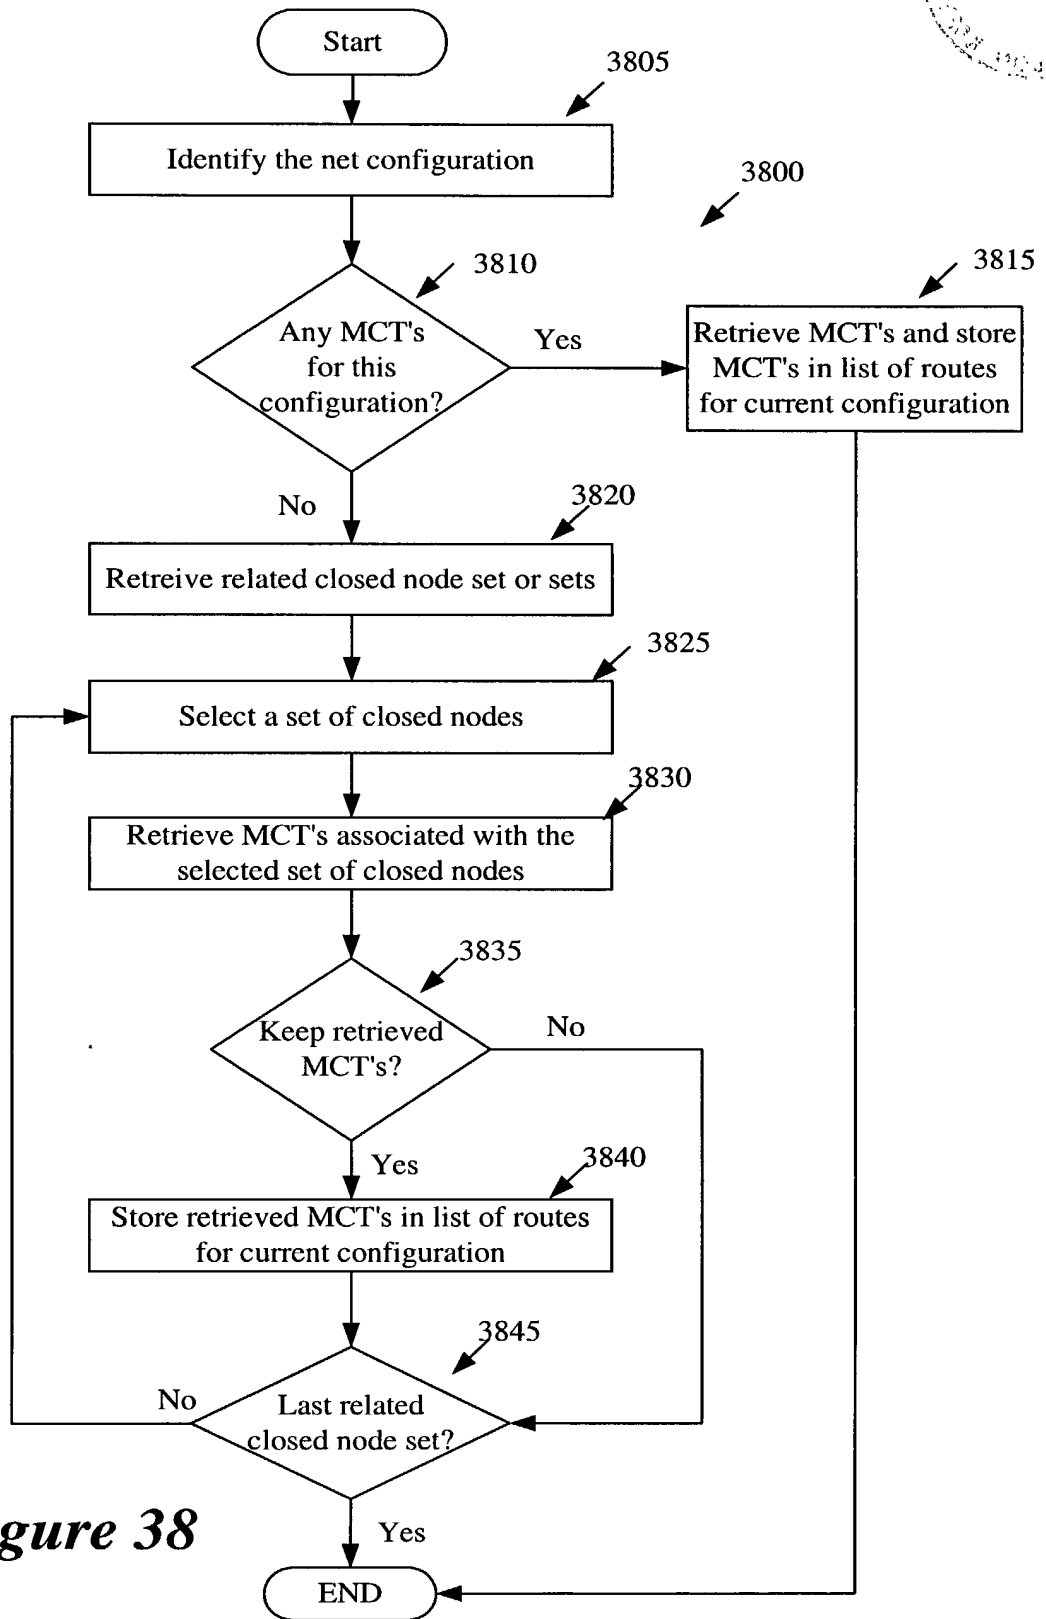 Start
3805
Identify the net configuration
3800
3810
3815
Any MCT's
for this
configuration?
Yes
Retrieve MCT's and store
MCT's in list of routes
for current configuration
No
3820
Retreive related closed node set or sets
3825
Select a set of closed nodes
3830
Retrieve MCT's associated with the
selected set of closed nodes
3835
Keep retrieved
MCT's?
No
Yes
3840
Store retrieved MCT's in list of routes
for current configuration
3845
No
Last related
closed node set?
gure 38
Yes
END